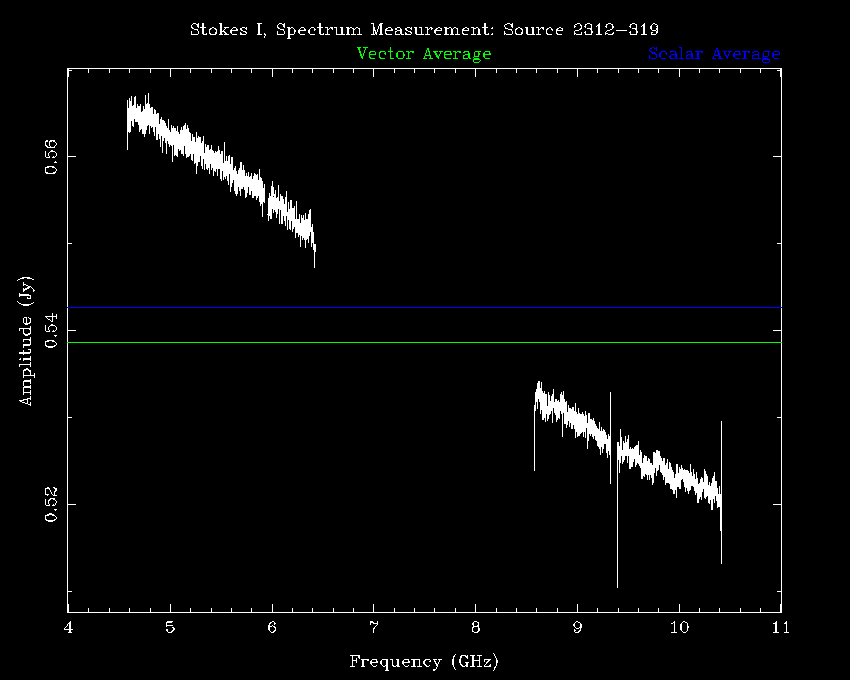 Stokes I, Spectrum Measurement: Source 2312−319
Vector Average Scalar Average
0.56
0.54
0.52
Amplitude (Jy)
4 5 6 7 8 9 10 11
Frequency (GHz)